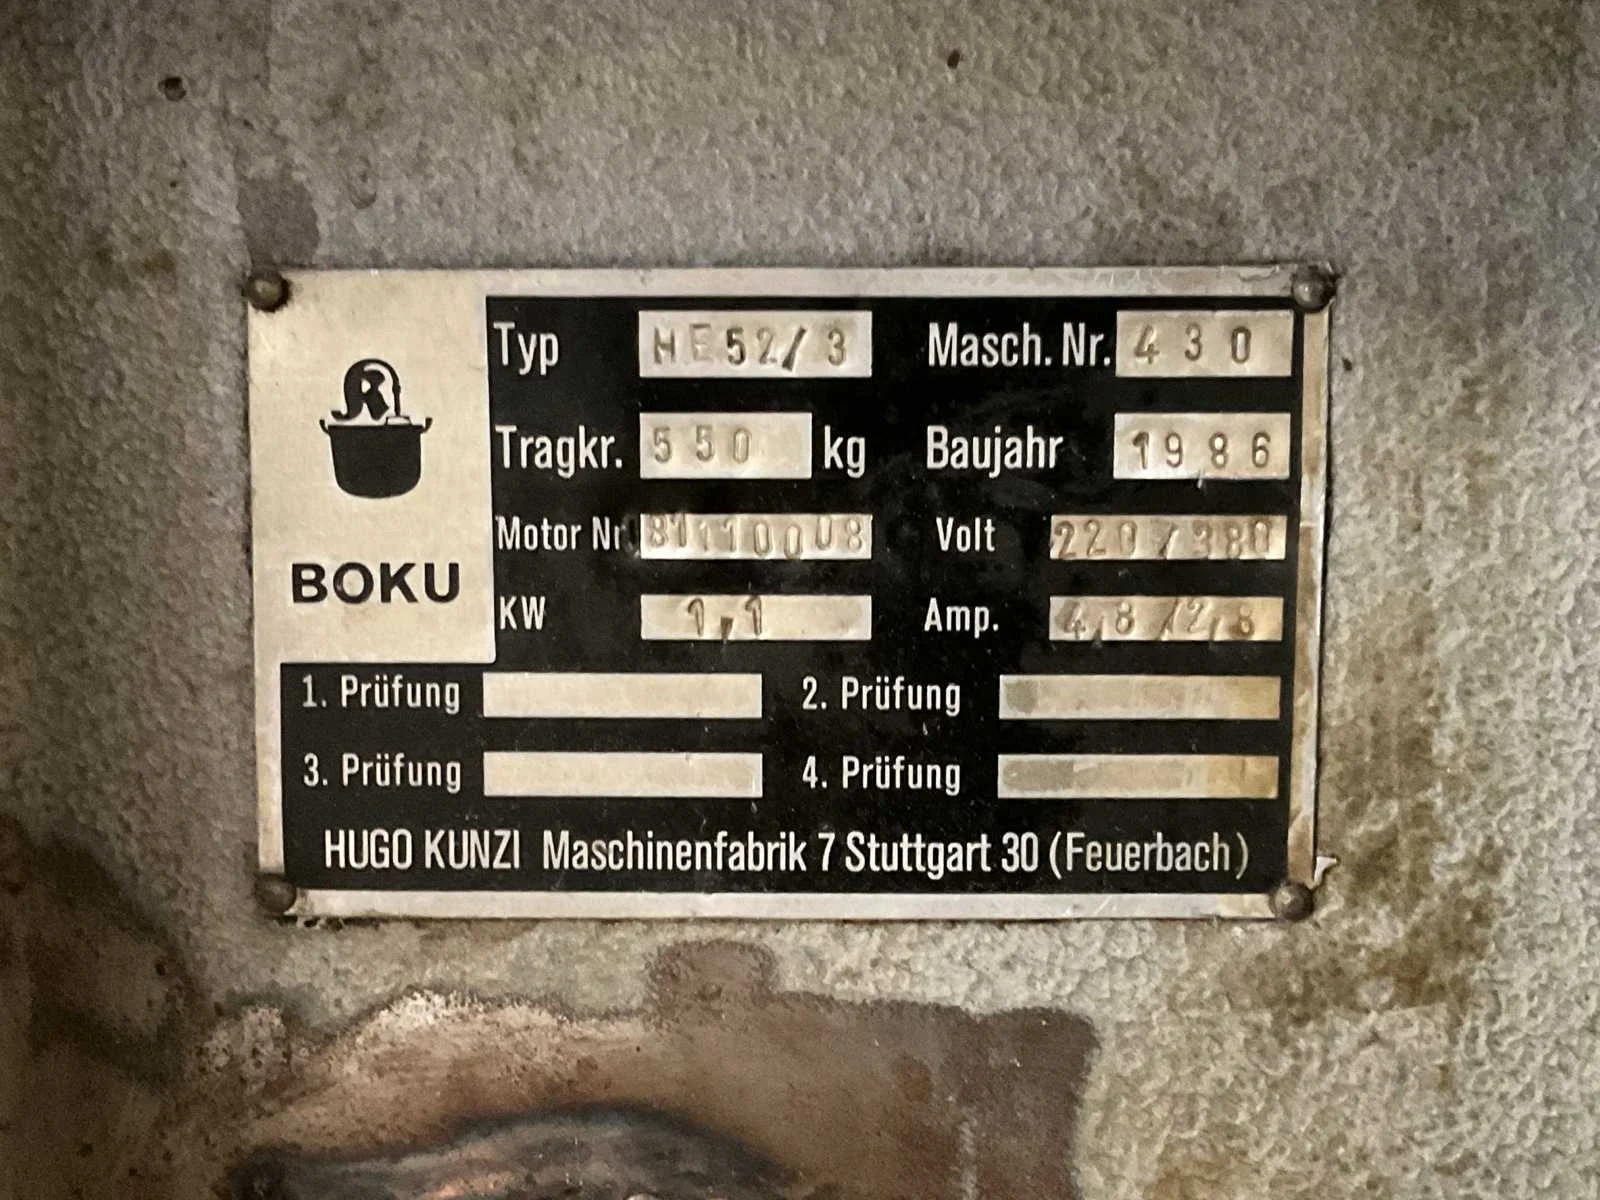 Typ HE52/3 Masch. Nr. 430
Tragkr. 550 kg Baujahr 1986
BOKU
Motor Nr Volt 220/380
KW 1,1 Amp. 4,8/2,8
1. Prüfung 2. Prüfung
3. Prüfung 4. Prüfung
HUGO KUNZI Maschinenfabrik 7 Stuttgart 30 (Feuerbach)